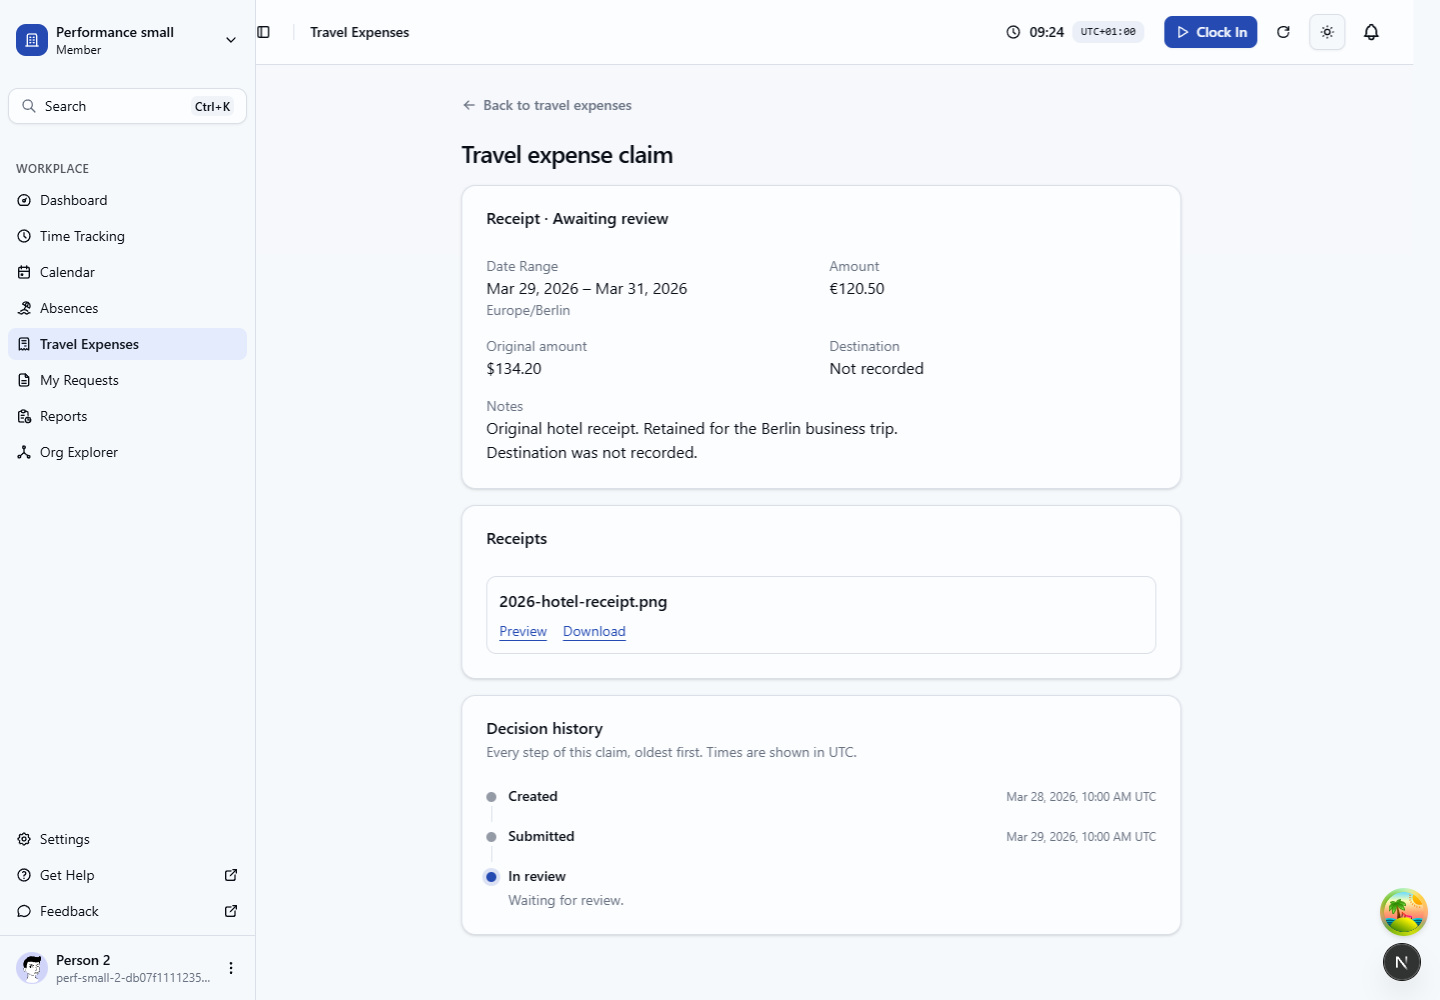 Performance small
Member
Search
Ctrl+K
WORKPLACE
Dashboard
Time Tracking
Calendar
Absences
Travel Expenses
My Requests
Reports
Org Explorer
Settings
Get Help
Feedback
Person 2
perf-small-2-db07f1111235...
Travel Expenses
09:24
UTC+01:00
Clock In
Back to travel expenses
Travel expense claim
Receipt · Awaiting review
Date Range
Mar 29, 2026 – Mar 31, 2026
Europe/Berlin
Amount
€120.50
Original amount
$134.20
Destination
Not recorded
Notes
Original hotel receipt. Retained for the Berlin business trip.
Destination was not recorded.
Receipts
2026-hotel-receipt.png
Preview Download
Decision history
Every step of this claim, oldest first. Times are shown in UTC.
Created Mar 28, 2026, 10:00 AM UTC
Submitted Mar 29, 2026, 10:00 AM UTC
In review
Waiting for review.
N